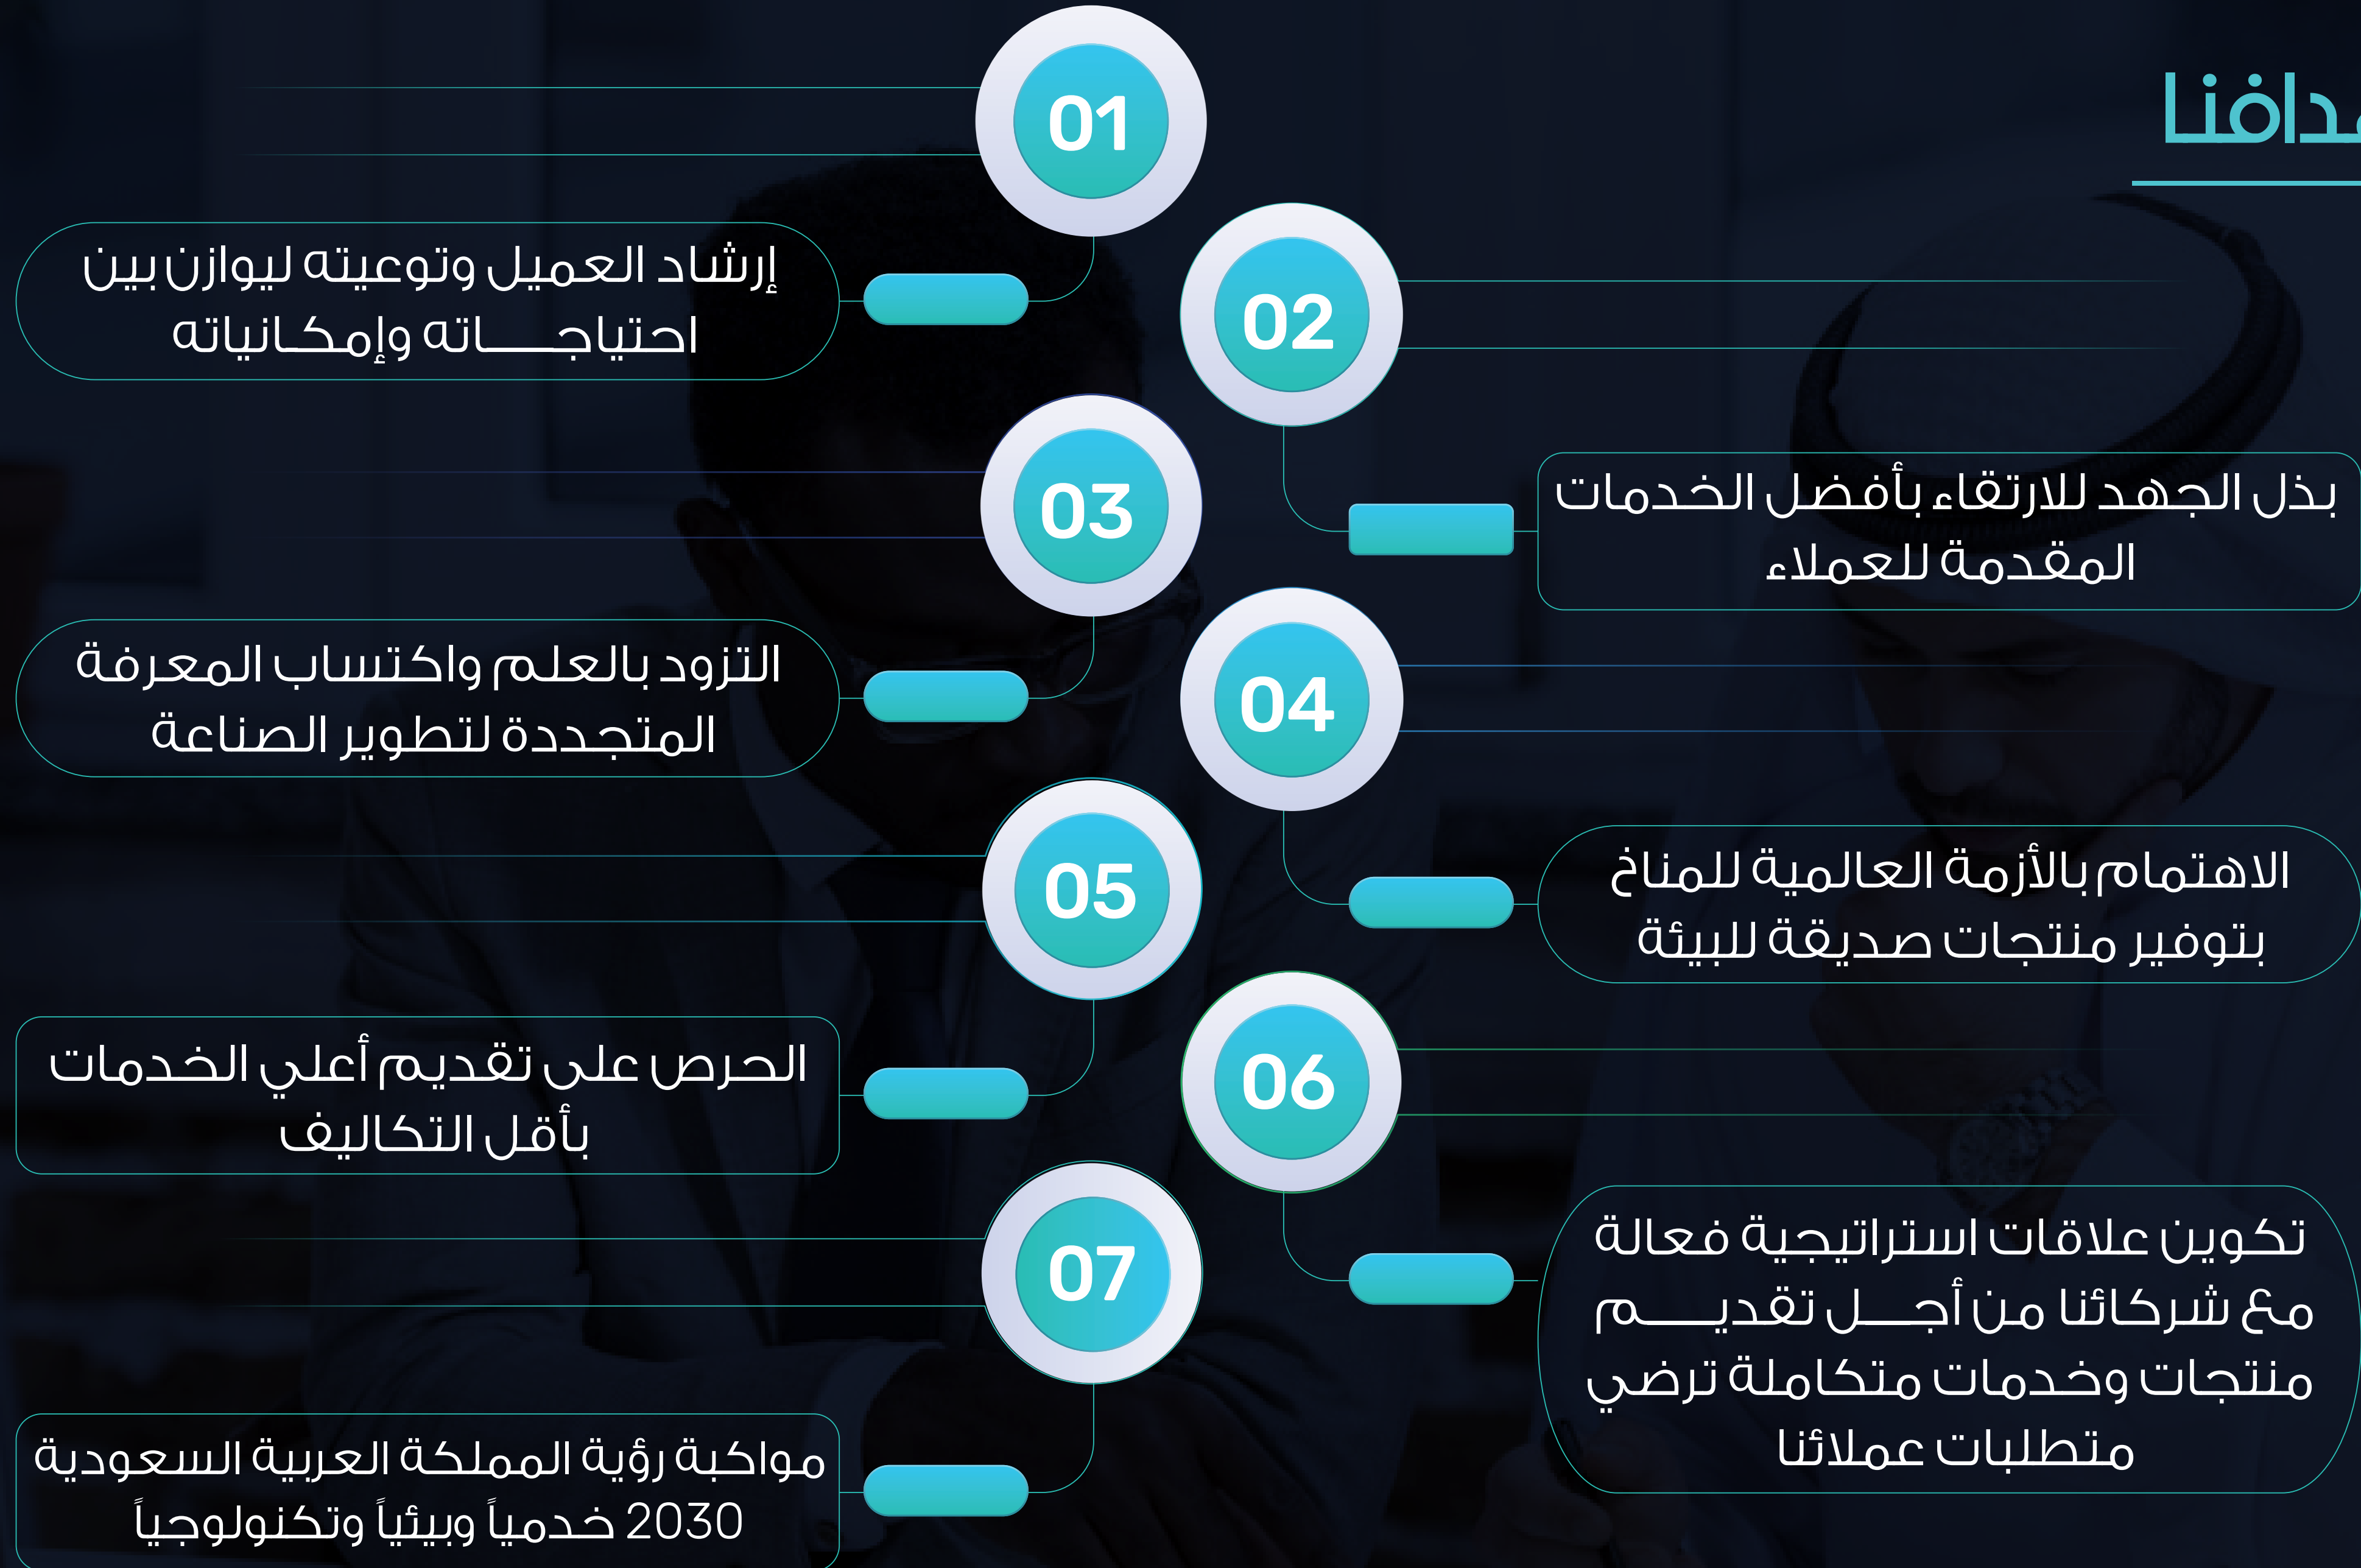 01
إرشاد العميل وتوعيته ليوازن بين
احتياجـــــاته وإمكـانياته
02
بذل الجهد للارتقاء بأفضل الخدمات
المقدمة للعملاء
03
التزود بالعلم واكتساب المعرفة
المتجددة لتطوير الصناعة
04
الاهتمام بالأزمة العالمية للمناخ
بتوفير منتجات صديقة للبيئة
05
الحرص على تقديم أعلي الخدمات
بأقل التكاليف
06
تكوين علاقات استراتيجية فعالة
مع شركائنا من أجـــل تقديــــم
منتجات وخدمات متكاملة ترضي
متطلبات عملائنا
07
مواكبة رؤية المملكة العربية السعودية
2030 خدمياً وبيئياً وتكنولوجياً